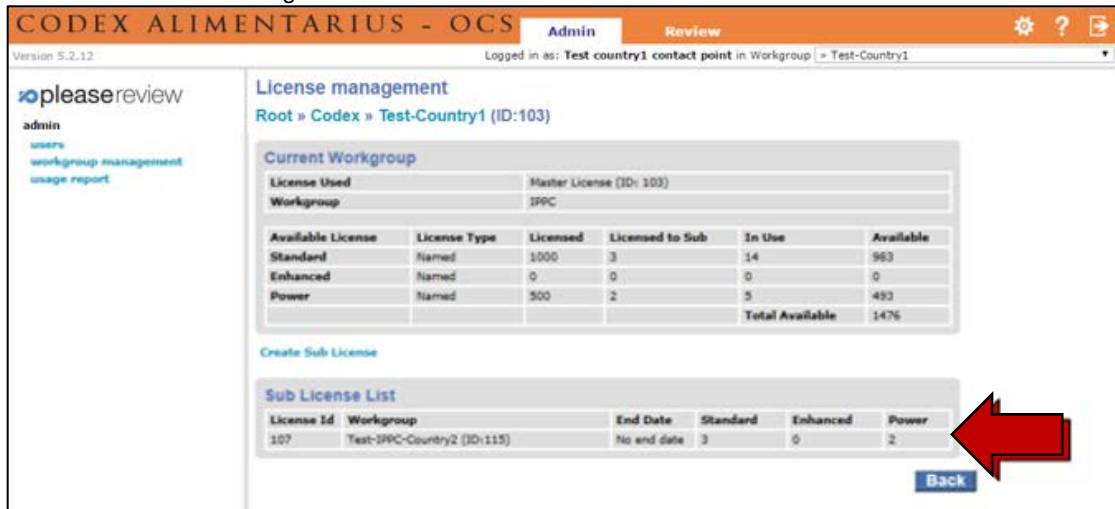 CODEX ALIMENTARIUS - OCS Admin Review ?
Version 5.2.12 Logged in as: Test country1 contact point in Workgroup » Test-Country1
pleasereview
admin
users
workgroup management
usage report
License management
Root » Codex » Test-Country1 (ID:103)
Current Workgroup
License Used Master License (ID: 103)
Workgroup IPPC
Available License License Type Licensed Licensed to Sub In Use Available
Standard Named 1000 3 14 983
Enhanced Named 0 0 0 0
Power Named 500 2 5 493
Total Available 1476
Create Sub License
Sub License List
License Id Workgroup End Date Standard Enhanced Power
107 Test-IPPC-Country2 (ID:115) No end date 3 0 2
Back